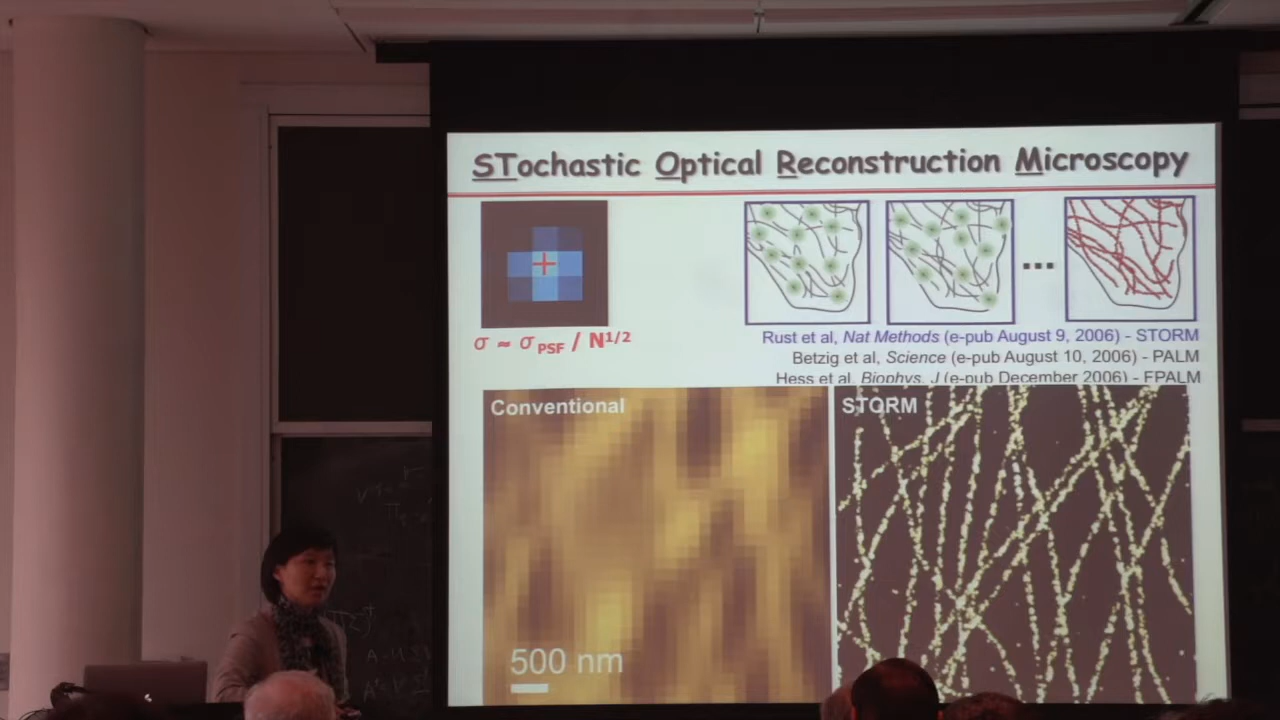 STochastic Optical Reconstruction Microscopy
σ ≈ σPSF / N1/2
...
Rust et al, Nat Methods (e-pub August 9, 2006) - STORM
Betzig et al, Science (e-pub August 10, 2006) - PALM
Hess et al, Biophys. J (e-pub December 2006) - FPALM
Conventional
STORM
500 nm